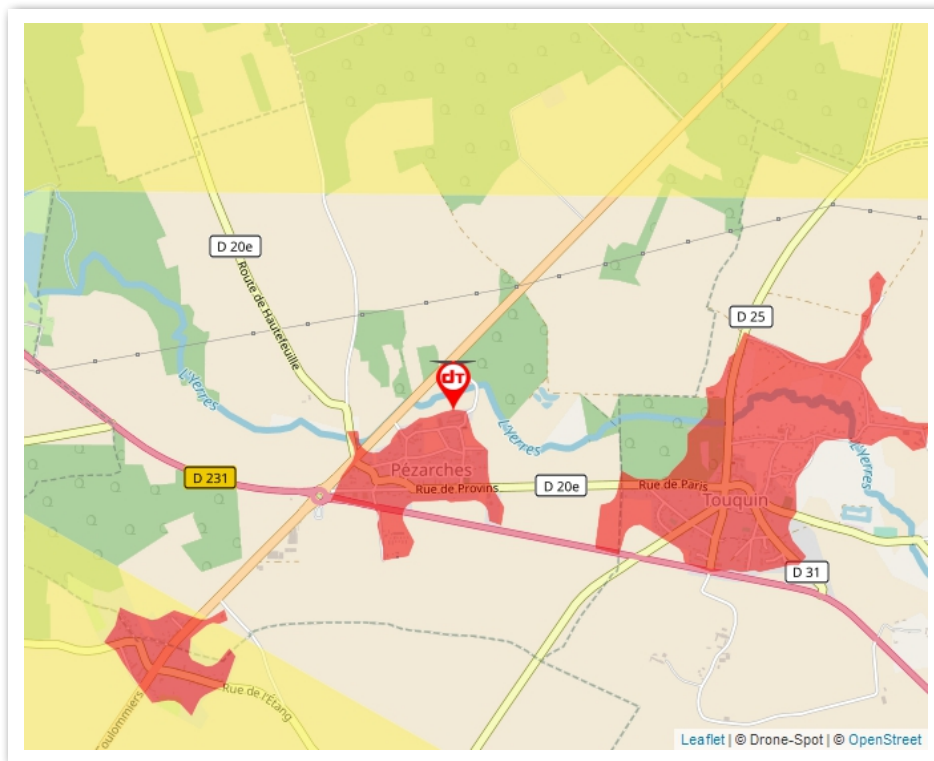 D 20e
Route de Hautefeuille
D 25
L'Yerres
dT
L'Yerres
L'Yerres
Pézarches
D 231
Rue de Provins
D 20e
Rue de Paris
Touquin
D 31
Rue de l'Étang
oulommiers
Leaflet | © Drone-Spot | © OpenStreet